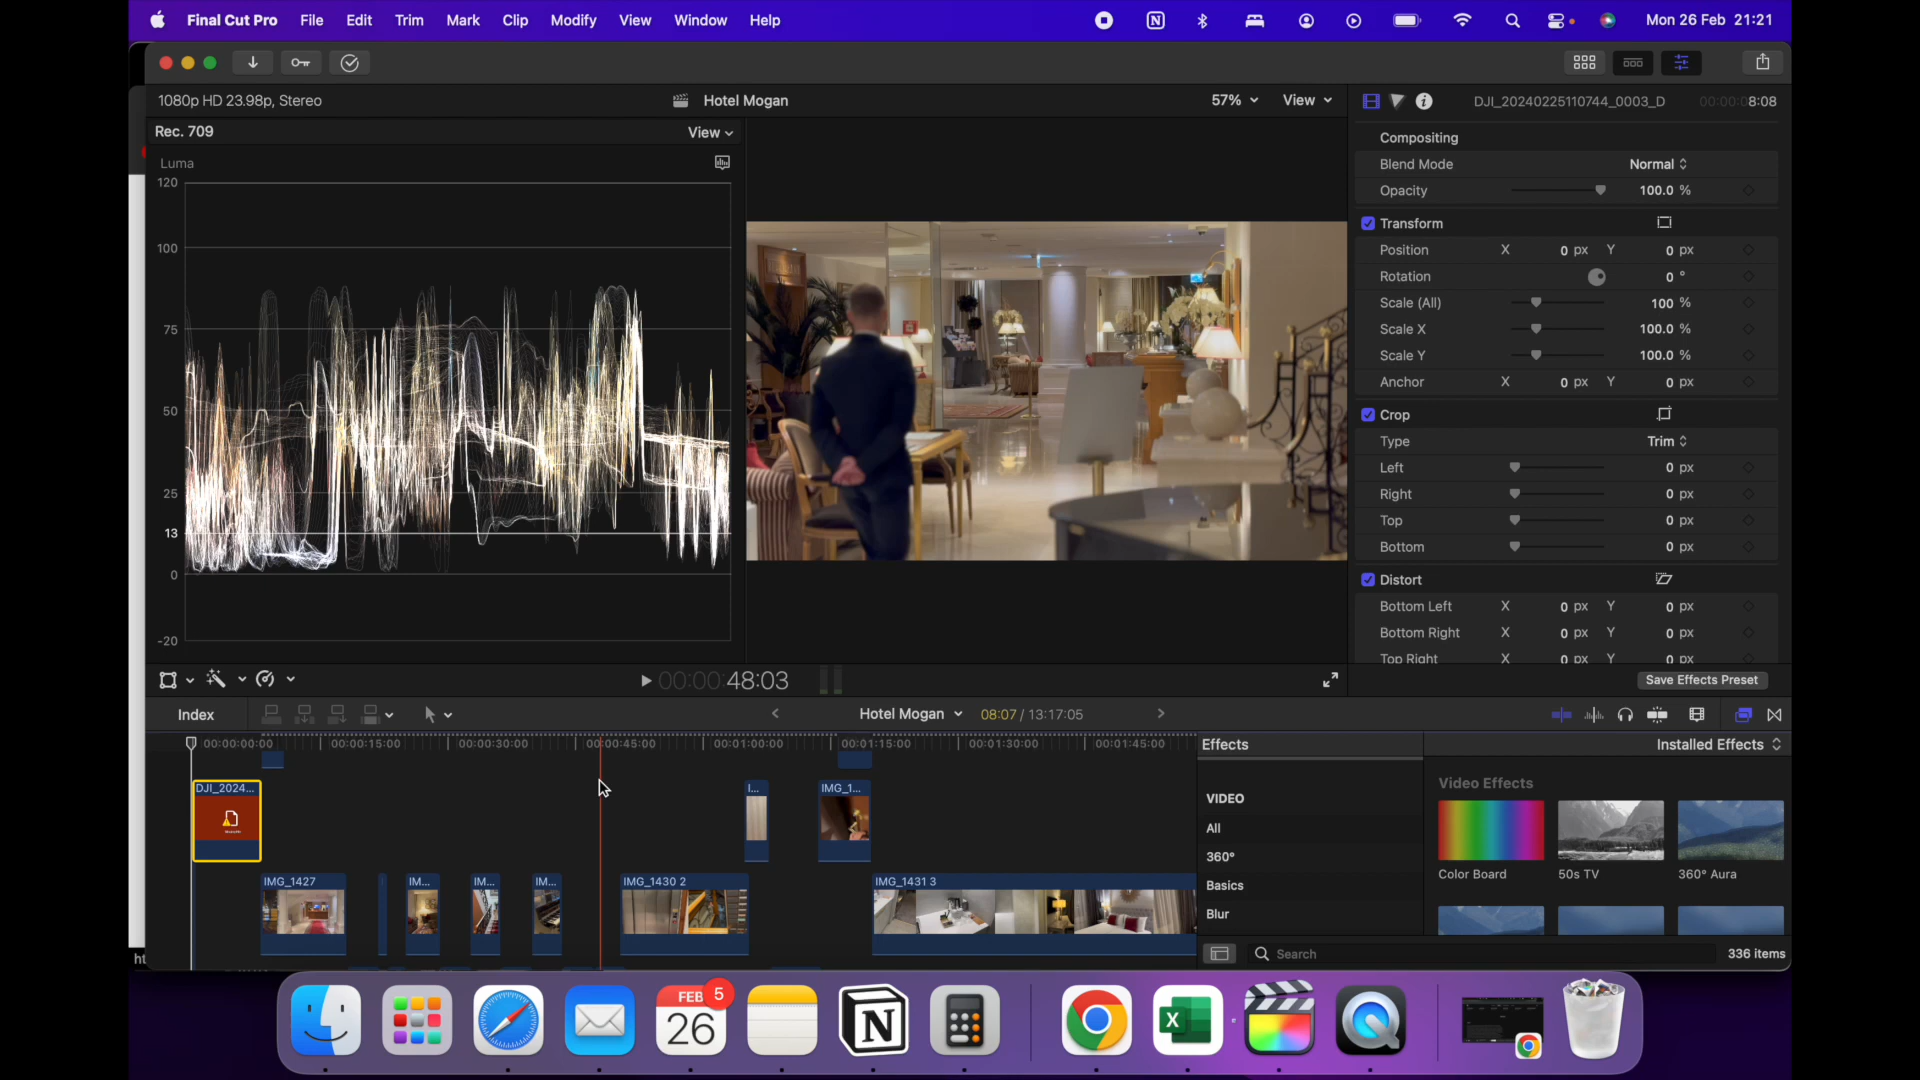 Final Cut Pro File Edit Trim Mark Clip Modify View Window Help Mon 26 Feb 21:21
1080p HD 23.98p, Stereo
Hotel Mogan
57% View
DJI_20240225110744_0003_D 00:00:08:08
Rec. 709
View
Luma
120
100
75
50
25
13
0
-20
Compositing
Blend Mode Normal
Opacity 100.0 %
Transform
Position X 0 px Y 0 px
Rotation 0 °
Scale (All) 100 %
Scale X 100.0 %
Scale Y 100.0 %
Anchor X 0 px Y 0 px
Crop
Type Trim
Left 0 px
Right 0 px
Top 0 px
Bottom 0 px
Distort
Bottom Left X 0 px Y 0 px
Bottom Right X 0 px Y 0 px
Top Right X 0 px Y 0 px
00:00:48:03
Save Effects Preset
Index
Hotel Mogan 08:07 / 13:17:05
00:00:00:00 00:00:15:00 00:00:30:00 00:00:45:00 00:01:00:00 00:01:15:00 00:01:30:00 00:01:45:00
DJI_2024... I... IMG_1...
IMG_1427 IM... IM... IM... IMG_1430 2 IMG_1431 3
Effects
Installed Effects
VIDEO
All
360°
Basics
Blur
Video Effects
Color Board 50s TV 360° Aura
Search
336 items
ht
FEB 5
26